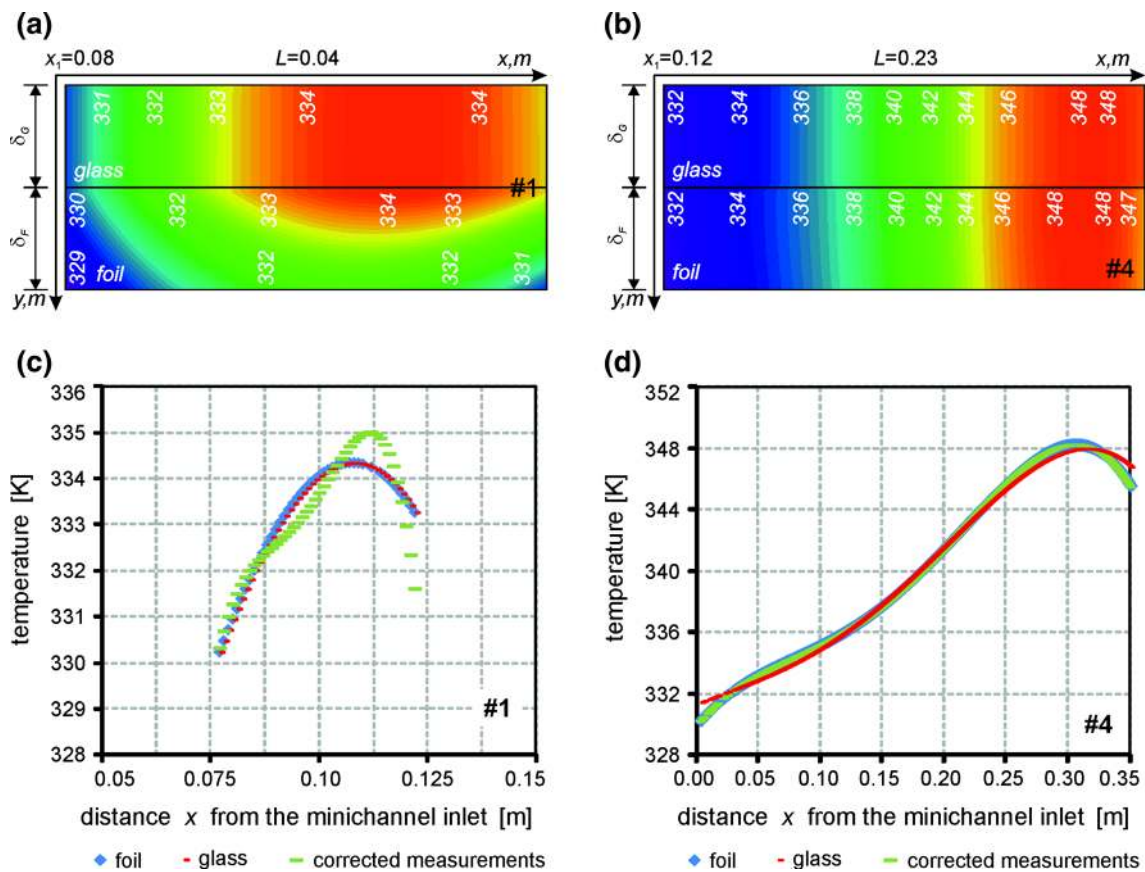 (a)
x₁=0.08 L=0.04 x,m
δG
331 332 333 334 334
glass
#1
δF
330 332 333 334 333
329 332 332 331
foil
y,m
(b)
x₁=0.12 L=0.23 x,m
δG
332 334 336 338 340 342 344 346 348 348
glass
δF
332 334 336 338 340 342 344 346 348 348 347
foil
#4
y,m
(c)
temperature [K]
336
335
334
333
332
331
330
329
328
#1
0.05 0.075 0.10 0.125 0.15
distance x from the minichannel inlet [m]
foil glass corrected measurements
(d)
temperature [K]
352
348
344
340
336
332
328
#4
0.00 0.05 0.10 0.15 0.20 0.25 0.30 0.35
distance x from the minichannel inlet [m]
foil glass corrected measurements